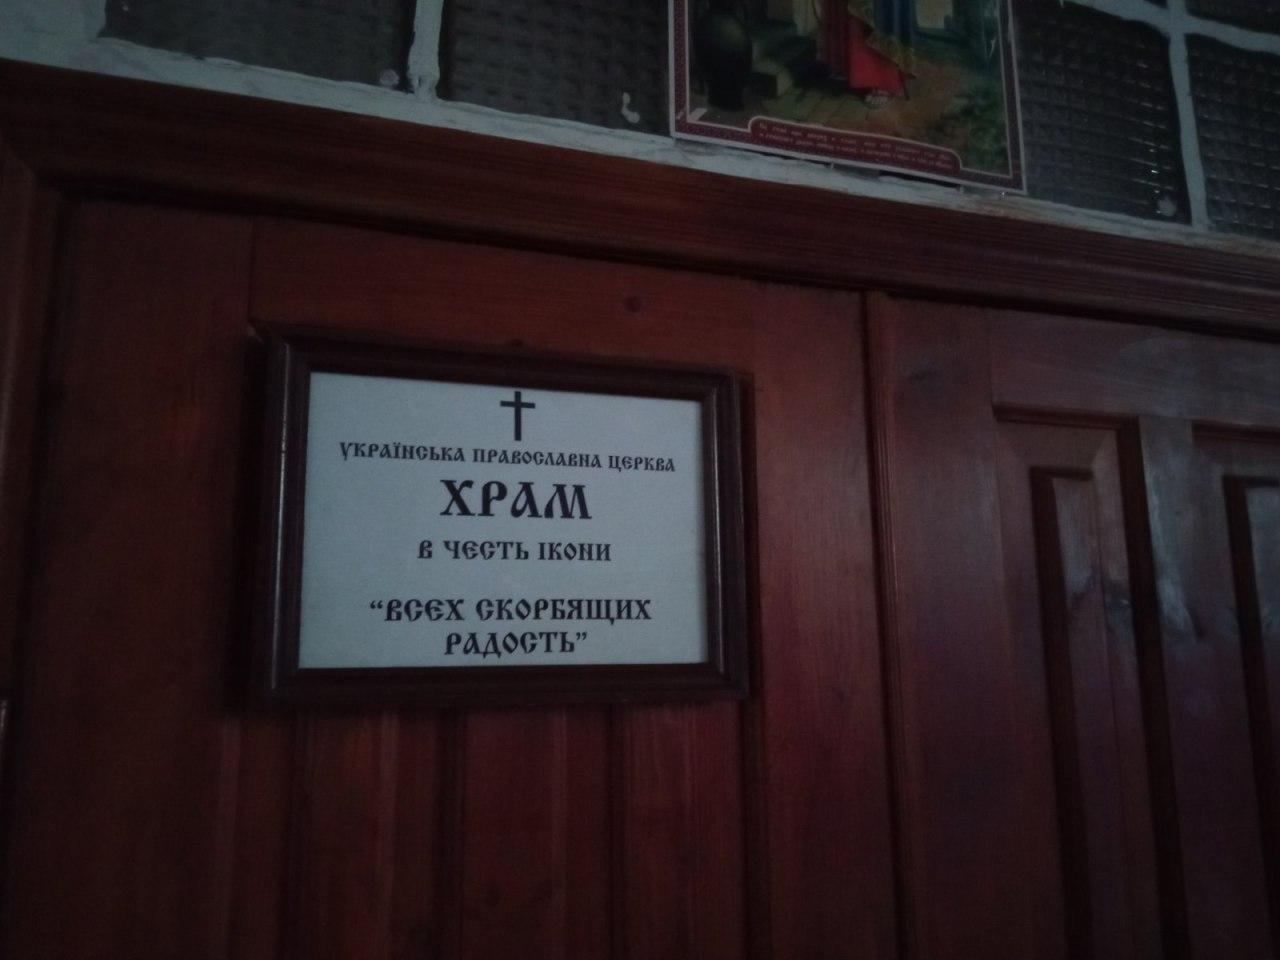 УКРАЇНСЬКА ПРАВОСЛАВНА ЦЕРКВА
ХРАМ
В ЧЕСТЬ ІКОНИ
“ВСЕХ СКОРБЯЩИХ
РАДОСТЬ”